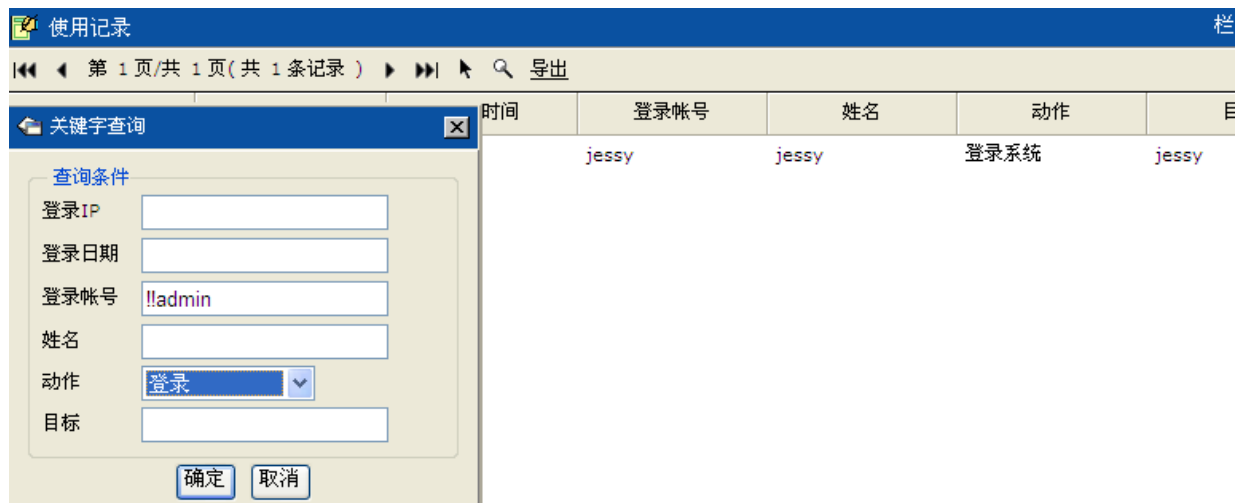 使用记录
栏
第 1 页/共 1 页( 共 1 条记录 ) 导出
时间 登录帐号 姓名 动作 目
jessy jessy 登录系统 jessy
关键字查询
查询条件
登录IP
登录日期
登录帐号 !!admin
姓名
动作 登录
目标
确定 取消